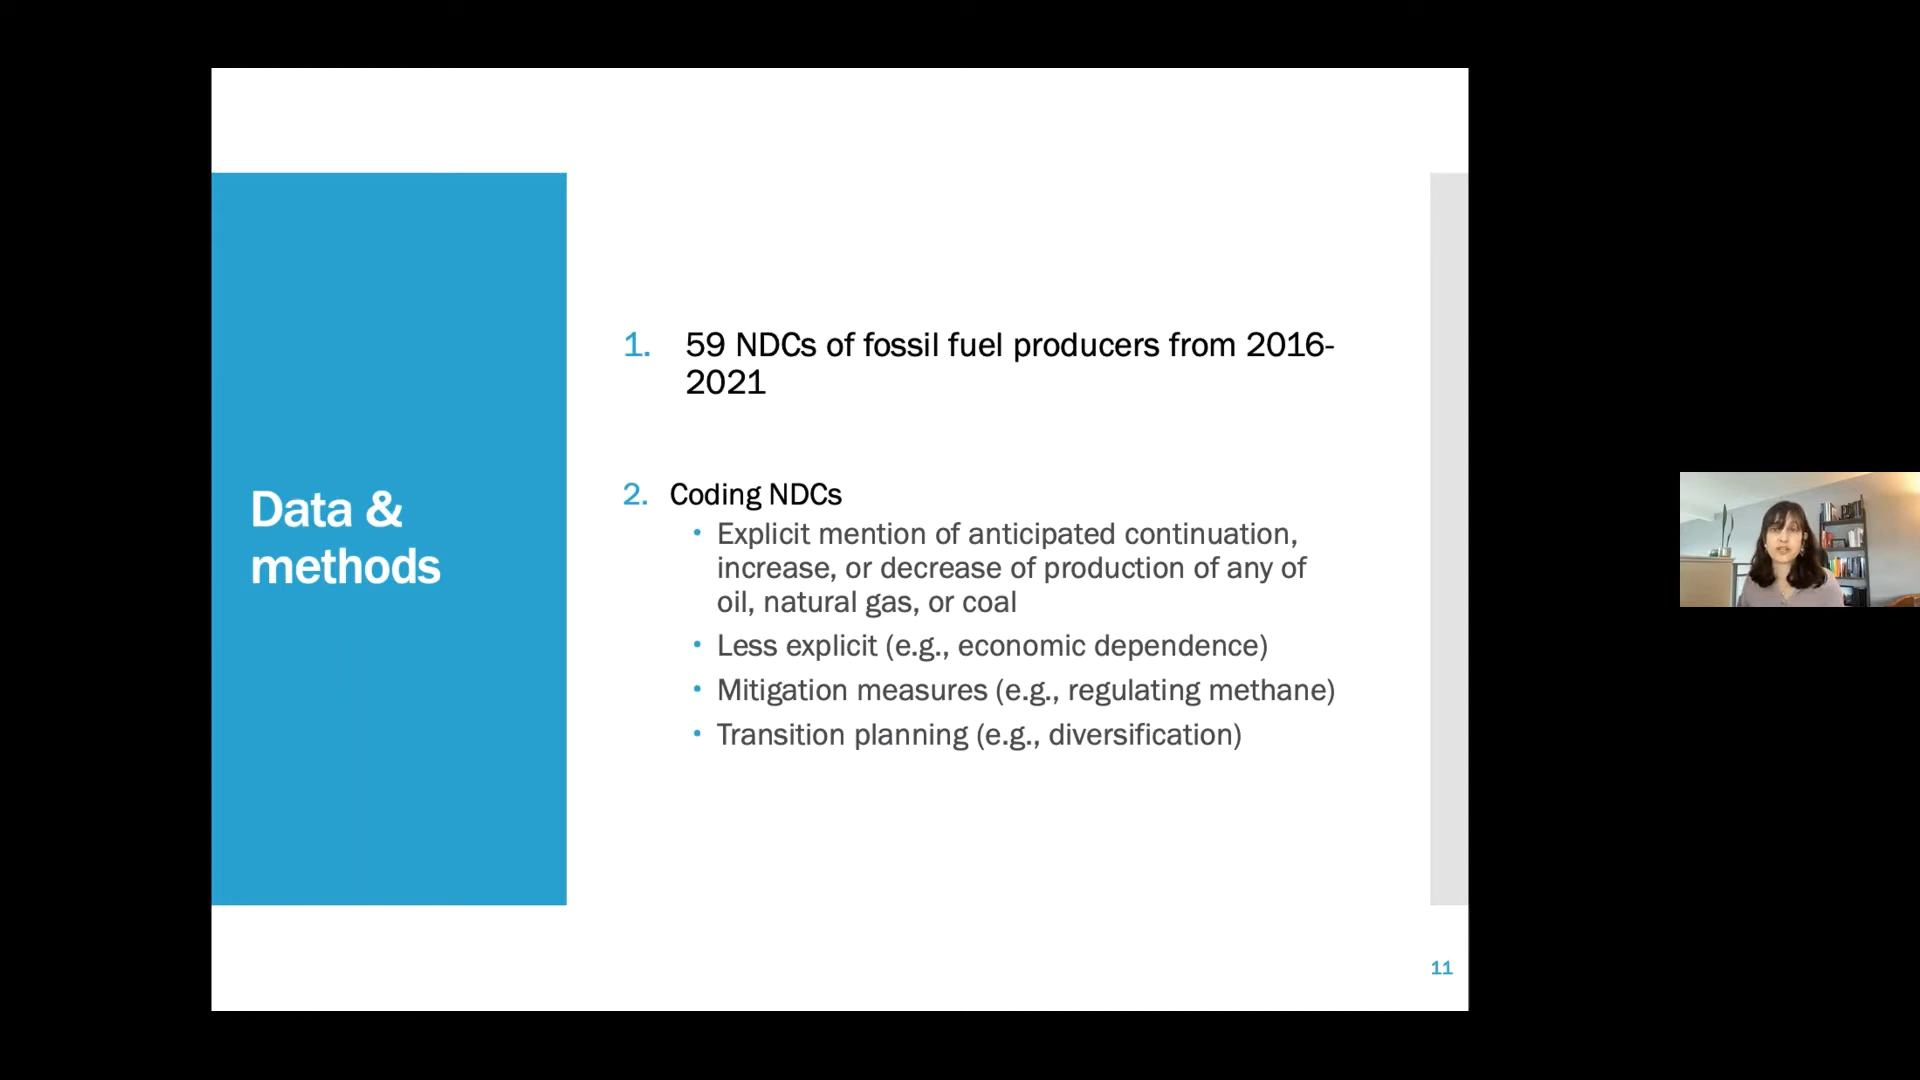 Data &
methods
1. 59 NDCs of fossil fuel producers from 2016-
2021
2. Coding NDCs
• Explicit mention of anticipated continuation,
increase, or decrease of production of any of
oil, natural gas, or coal
• Less explicit (e.g., economic dependence)
• Mitigation measures (e.g., regulating methane)
• Transition planning (e.g., diversification)
11